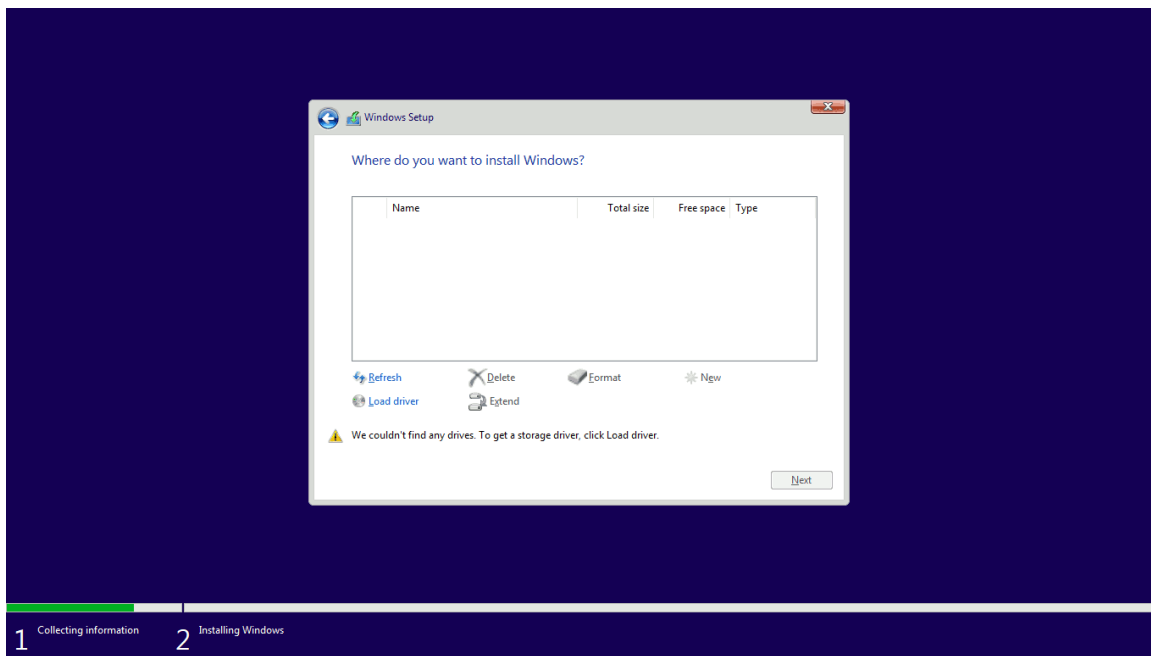 Windows Setup
Where do you want to install Windows?
Name Total size Free space Type
Refresh Delete Format New
Load driver Extend
We couldn't find any drives. To get a storage driver, click Load driver.
Next
1 Collecting information 2 Installing Windows